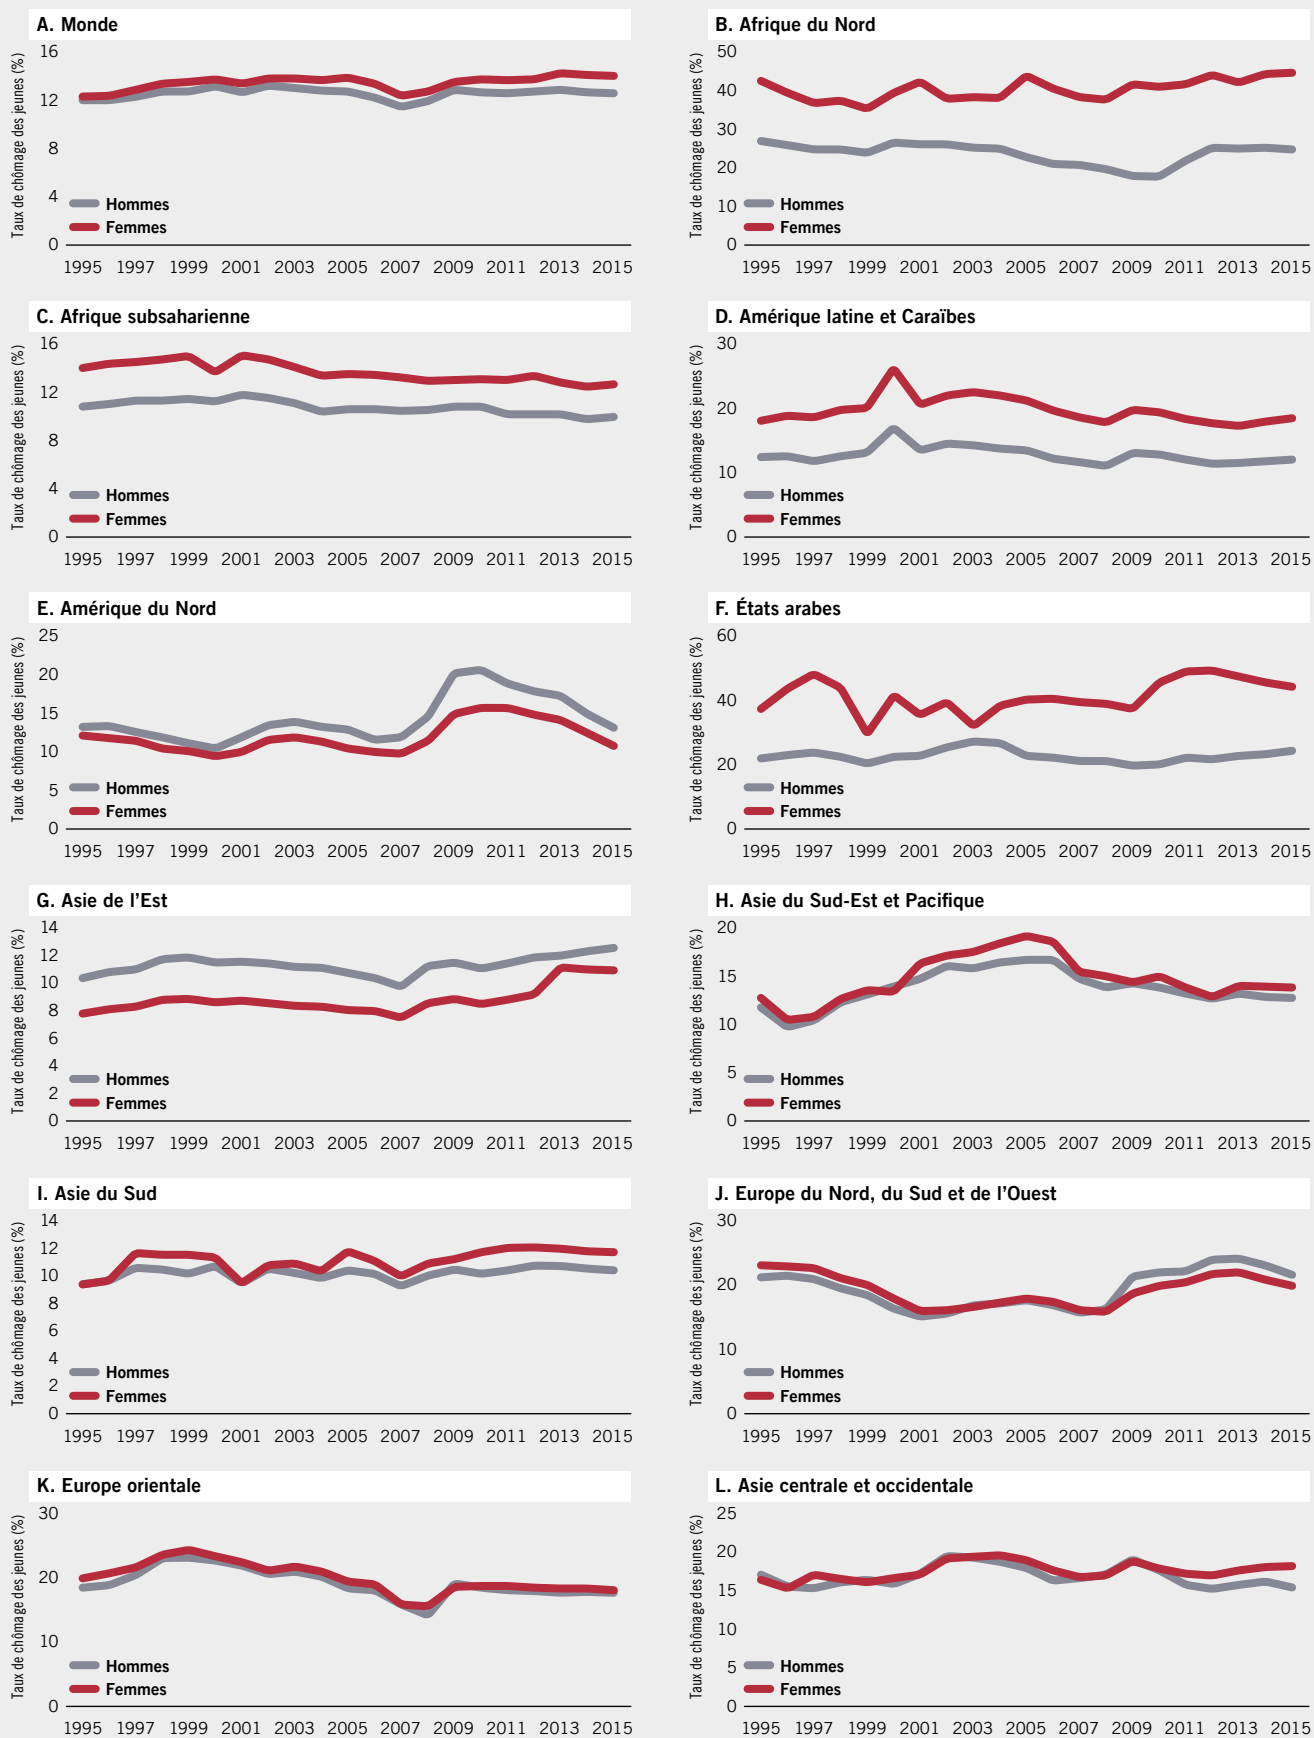 A. Monde
Taux de chômage des jeunes (%)
16
12
8
4
0
Hommes
Femmes
1995 1997 1999 2001 2003 2005 2007 2009 2011 2013 2015
B. Afrique du Nord
Taux de chômage des jeunes (%)
50
40
30
20
10
0
Hommes
Femmes
1995 1997 1999 2001 2003 2005 2007 2009 2011 2013 2015
C. Afrique subsaharienne
Taux de chômage des jeunes (%)
16
12
8
4
0
Hommes
Femmes
1995 1997 1999 2001 2003 2005 2007 2009 2011 2013 2015
D. Amérique latine et Caraïbes
Taux de chômage des jeunes (%)
30
20
10
0
Hommes
Femmes
1995 1997 1999 2001 2003 2005 2007 2009 2011 2013 2015
E. Amérique du Nord
Taux de chômage des jeunes (%)
25
20
15
10
5
0
Hommes
Femmes
1995 1997 1999 2001 2003 2005 2007 2009 2011 2013 2015
F. États arabes
Taux de chômage des jeunes (%)
60
40
20
0
Hommes
Femmes
1995 1997 1999 2001 2003 2005 2007 2009 2011 2013 2015
G. Asie de l'Est
Taux de chômage des jeunes (%)
14
12
10
8
6
4
2
0
Hommes
Femmes
1995 1997 1999 2001 2003 2005 2007 2009 2011 2013 2015
H. Asie du Sud-Est et Pacifique
Taux de chômage des jeunes (%)
20
15
10
5
0
Hommes
Femmes
1995 1997 1999 2001 2003 2005 2007 2009 2011 2013 2015
I. Asie du Sud
Taux de chômage des jeunes (%)
14
12
10
8
6
4
2
0
Hommes
Femmes
1995 1997 1999 2001 2003 2005 2007 2009 2011 2013 2015
J. Europe du Nord, du Sud et de l'Ouest
Taux de chômage des jeunes (%)
30
20
10
0
Hommes
Femmes
1995 1997 1999 2001 2003 2005 2007 2009 2011 2013 2015
K. Europe orientale
Taux de chômage des jeunes (%)
30
20
10
0
Hommes
Femmes
1995 1997 1999 2001 2003 2005 2007 2009 2011 2013 2015
L. Asie centrale et occidentale
Taux de chômage des jeunes (%)
25
20
15
10
5
0
Hommes
Femmes
1995 1997 1999 2001 2003 2005 2007 2009 2011 2013 2015